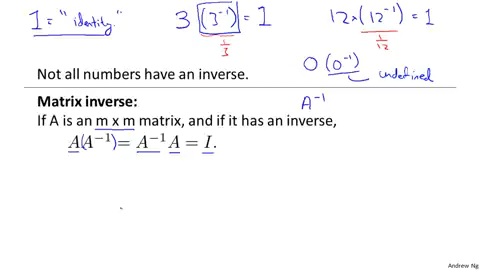 1 = "identity."
3 (3⁻¹) = 1
1/3
12 × (12⁻¹) = 1
1/12
0 (0⁻¹)
undefined
Not all numbers have an inverse.
Matrix inverse:
A⁻¹
If A is an m x m matrix, and if it has an inverse,
A(A⁻¹) = A⁻¹ A = I.
Andrew Ng